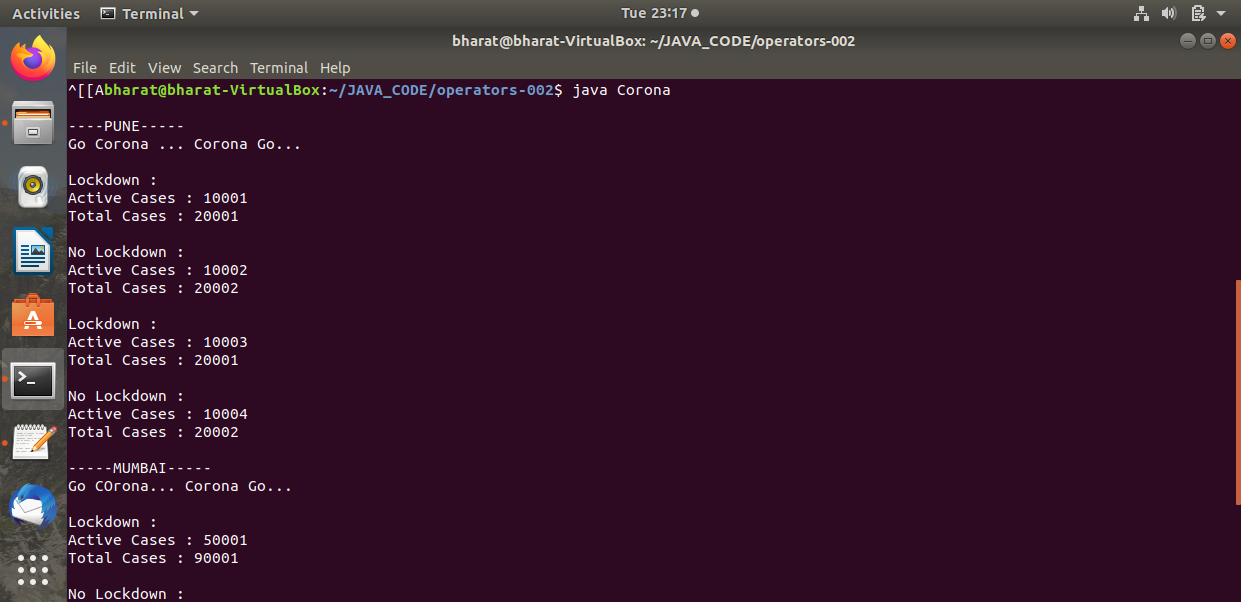 Activities Terminal Tue 23:17
bharat@bharat-VirtualBox: ~/JAVA_CODE/operators-002
File Edit View Search Terminal Help
^[[Abharat@bharat-VirtualBox:~/JAVA_CODE/operators-002$ java Corona
----PUNE-----
Go Corona ... Corona Go...
Lockdown :
Active Cases : 10001
Total Cases : 20001
No Lockdown :
Active Cases : 10002
Total Cases : 20002
Lockdown :
Active Cases : 10003
Total Cases : 20001
No Lockdown :
Active Cases : 10004
Total Cases : 20002
-----MUMBAI-----
Go COrona... Corona Go...
Lockdown :
Active Cases : 50001
Total Cases : 90001
No Lockdown :